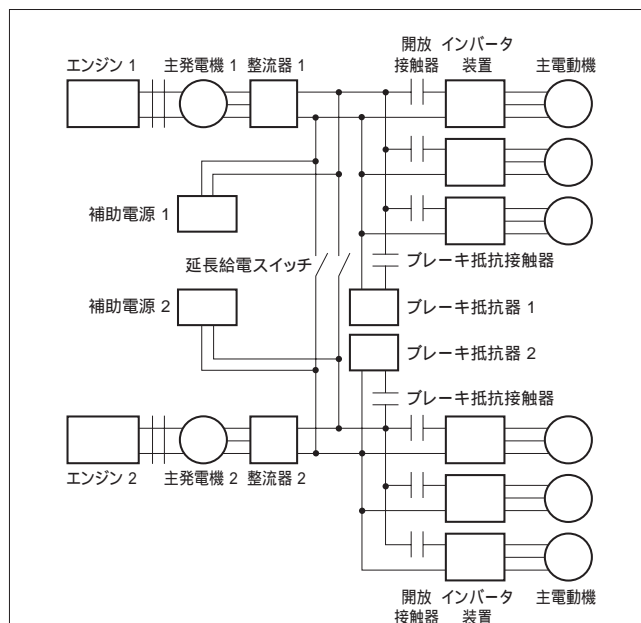 開放 インバータ
接触器 装置
主電動機
エンジン 1
主発電機 1
整流器 1
補助電源 1
延長給電スイッチ
ブレーキ抵抗接触器
補助電源 2
ブレーキ抵抗器 1
ブレーキ抵抗器 2
ブレーキ抵抗接触器
エンジン 2
主発電機 2
整流器 2
開放 インバータ
接触器 装置
主電動機